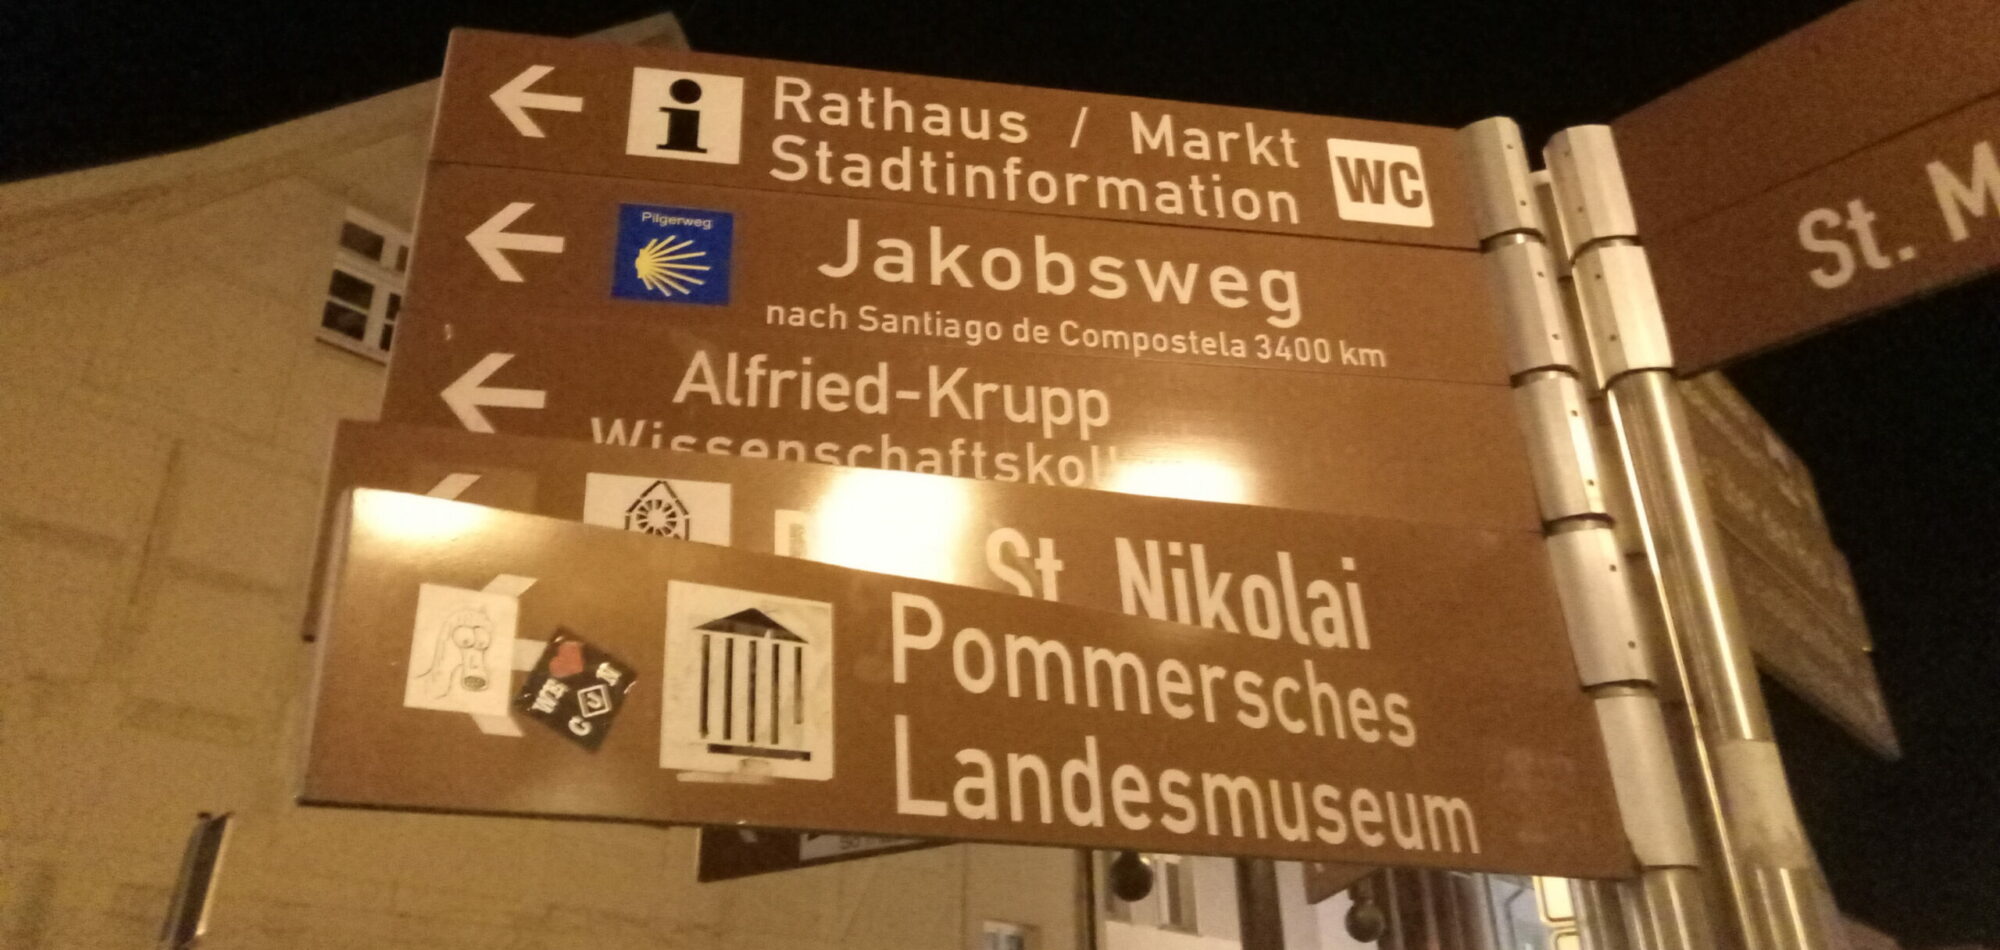 Rathaus / Markt
Stadtinformation
WC
Pilgerweg
Jakobsweg
nach Santiago de Compostela 3400 km
Alfried-Krupp
St. Nikolai
Pommersches
Landesmuseum
WE
N
S
C
St. M